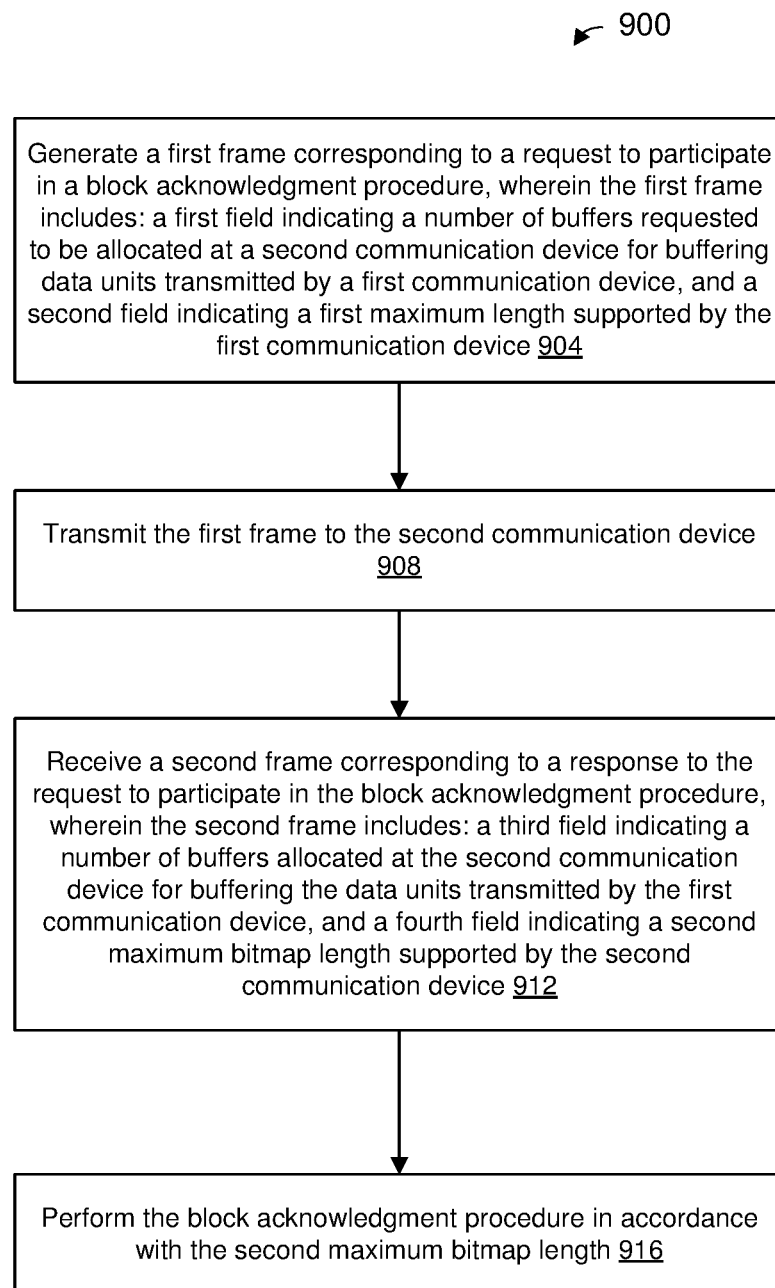 900
Generate a first frame corresponding to a request to participate
in a block acknowledgment procedure, wherein the first frame
includes: a first field indicating a number of buffers requested
to be allocated at a second communication device for buffering
data units transmitted by a first communication device, and a
second field indicating a first maximum length supported by the
first communication device 904
Transmit the first frame to the second communication device
908
Receive a second frame corresponding to a response to the
request to participate in the block acknowledgment procedure,
wherein the second frame includes: a third field indicating a
number of buffers allocated at the second communication
device for buffering the data units transmitted by the first
communication device, and a fourth field indicating a second
maximum bitmap length supported by the second
communication device 912
Perform the block acknowledgment procedure in accordance
with the second maximum bitmap length 916